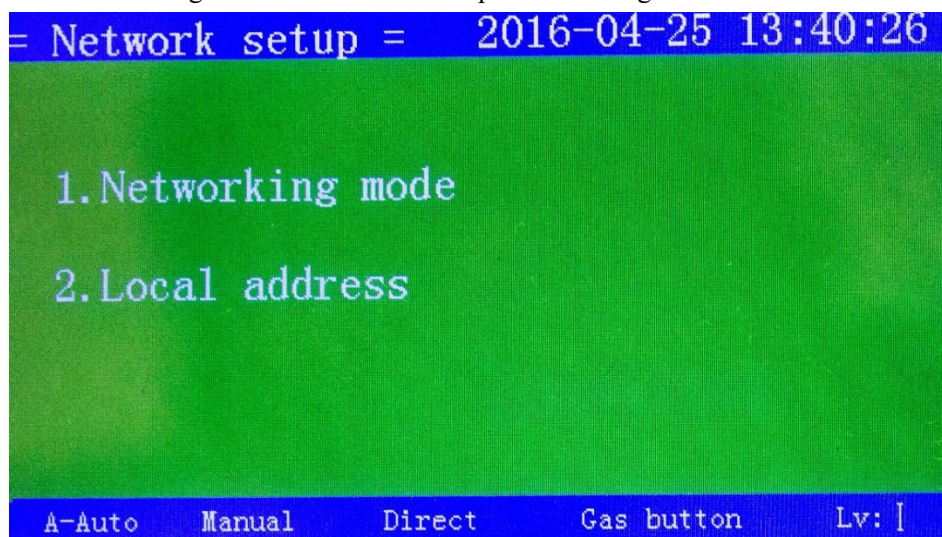 = Network setup = 2016-04-25 13:40:26
1.Networking mode
2.Local address
A-Auto Manual Direct Gas button Lv: